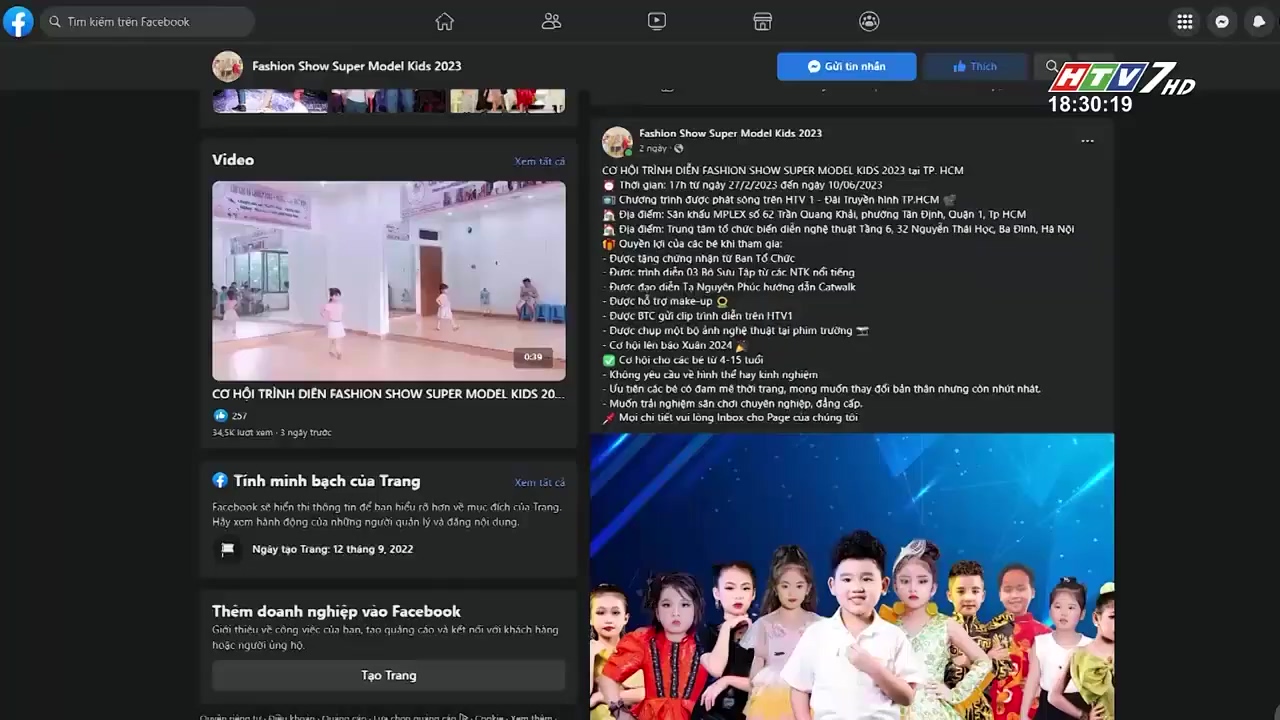 Tìm kiếm trên Facebook
Fashion Show Super Model Kids 2023
Gửi tin nhắn
Thích
HTV7HD
18:30:19
Video
Xem tất cả
0:39
CƠ HỘI TRÌNH DIỄN FASHION SHOW SUPER MODEL KIDS 20...
257
34,5K lượt xem · 3 ngày trước
Tính minh bạch của Trang
Xem tất cả
Facebook sẽ hiển thị thông tin để bạn hiểu rõ hơn về mục đích của Trang.
Hãy xem hành động của những người quản lý và đăng nội dung.
Ngày tạo Trang: 12 tháng 9, 2022
Thêm doanh nghiệp vào Facebook
Giới thiệu về công việc của bạn, tạo quảng cáo và kết nối với khách hàng
hoặc người ủng hộ.
Tạo Trang
Quyền riêng tư · Điều khoản · Quảng cáo · Lựa chọn quảng cáo · Cookie · Xem thêm ·
Fashion Show Super Model Kids 2023
2 ngày ·
CƠ HỘI TRÌNH DIỄN FASHION SHOW SUPER MODEL KIDS 2023 tại TP. HCM
⏰ Thời gian: 17h từ ngày 27/2/2023 đến ngày 10/06/2023
Chương trình được phát sóng trên HTV 1 - Đài Truyền hình TP.HCM
🏠 Địa điểm: Sân khấu MPLEX số 62 Trần Quang Khải, phường Tân Định, Quận 1, Tp HCM
🏠 Địa điểm: Trung tâm tổ chức biểu diễn nghệ thuật Tầng 6, 32 Nguyễn Thái Học, Ba Đình, Hà Nội
🎁 Quyền lợi của các bé khi tham gia:
- Được tặng chứng nhận từ Ban Tổ Chức
- Được trình diễn 03 Bộ Sưu Tập từ các NTK nổi tiếng
- Được đạo diễn Tạ Nguyên Phúc hướng dẫn Catwalk
- Được hỗ trợ make-up
- Được BTC gửi clip trình diễn trên HTV1
- Được chụp một bộ ảnh nghệ thuật tại phim trường
- Cơ hội lên báo Xuân 2024 🎉
✅ Cơ hội cho các bé từ 4-15 tuổi
- Không yêu cầu về hình thể hay kinh nghiệm
- Ưu tiên các bé có đam mê thời trang, mong muốn thay đổi bản thân nhưng còn nhút nhát.
- Muốn trải nghiệm sân chơi chuyên nghiệp, đẳng cấp.
📌 Mọi chi tiết vui lòng Inbox cho Page của chúng tôi